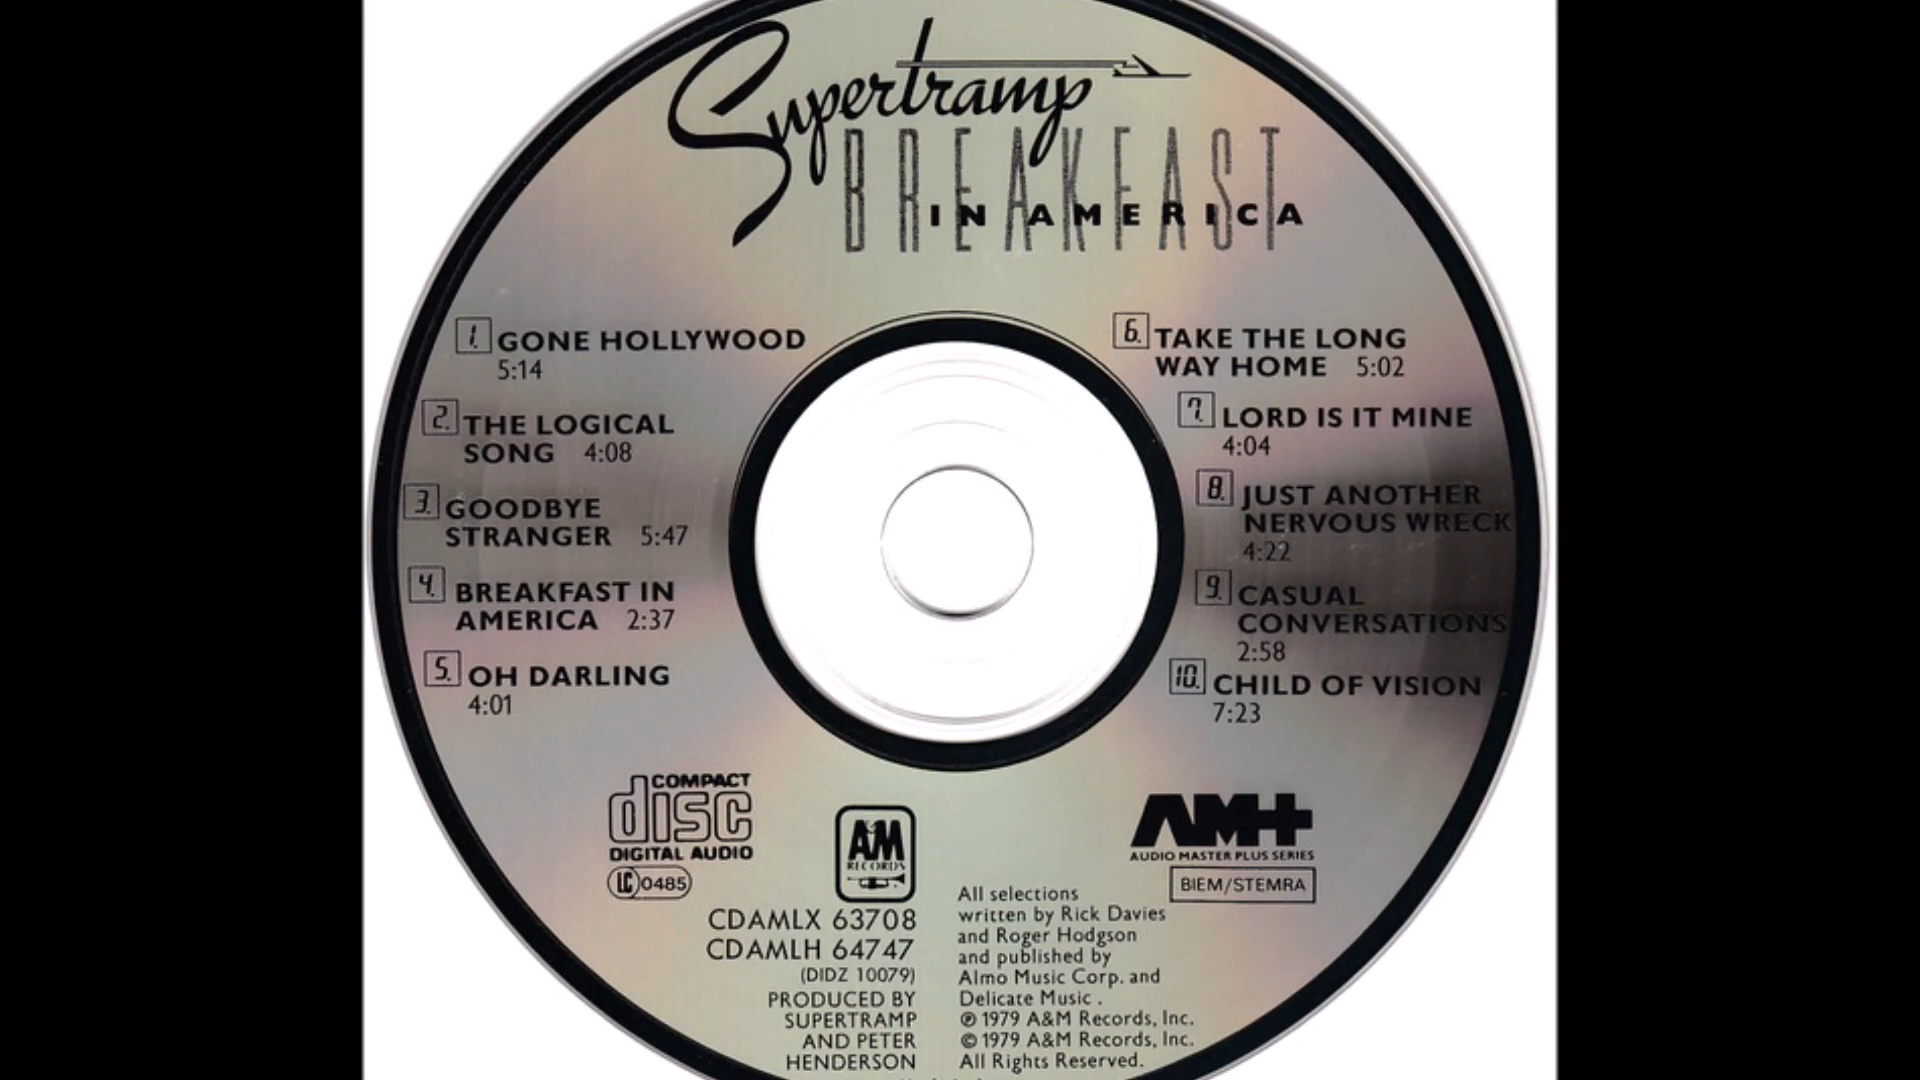 Supertramp
BREAKFAST
IN AMERICA
1. GONE HOLLYWOOD
5:14
2. THE LOGICAL
SONG 4:08
3. GOODBYE
STRANGER 5:47
4. BREAKFAST IN
AMERICA 2:37
5. OH DARLING
4:01
6. TAKE THE LONG
WAY HOME 5:02
7. LORD IS IT MINE
4:04
8. JUST ANOTHER
NERVOUS WRECK
4:22
9. CASUAL
CONVERSATIONS
2:58
10. CHILD OF VISION
7:23
COMPACT
disc
DIGITAL AUDIO
LC 0485
A&M
RECORDS
AM+
AUDIO MASTER PLUS SERIES
BIEM/STEMRA
CDAMLX 63708
CDAMLH 64747
(DIDZ 10079)
PRODUCED BY
SUPERTRAMP
AND PETER
HENDERSON
All selections
written by Rick Davies
and Roger Hodgson
and published by
Almo Music Corp. and
Delicate Music .
℗ 1979 A&M Records, Inc.
© 1979 A&M Records, Inc.
All Rights Reserved.